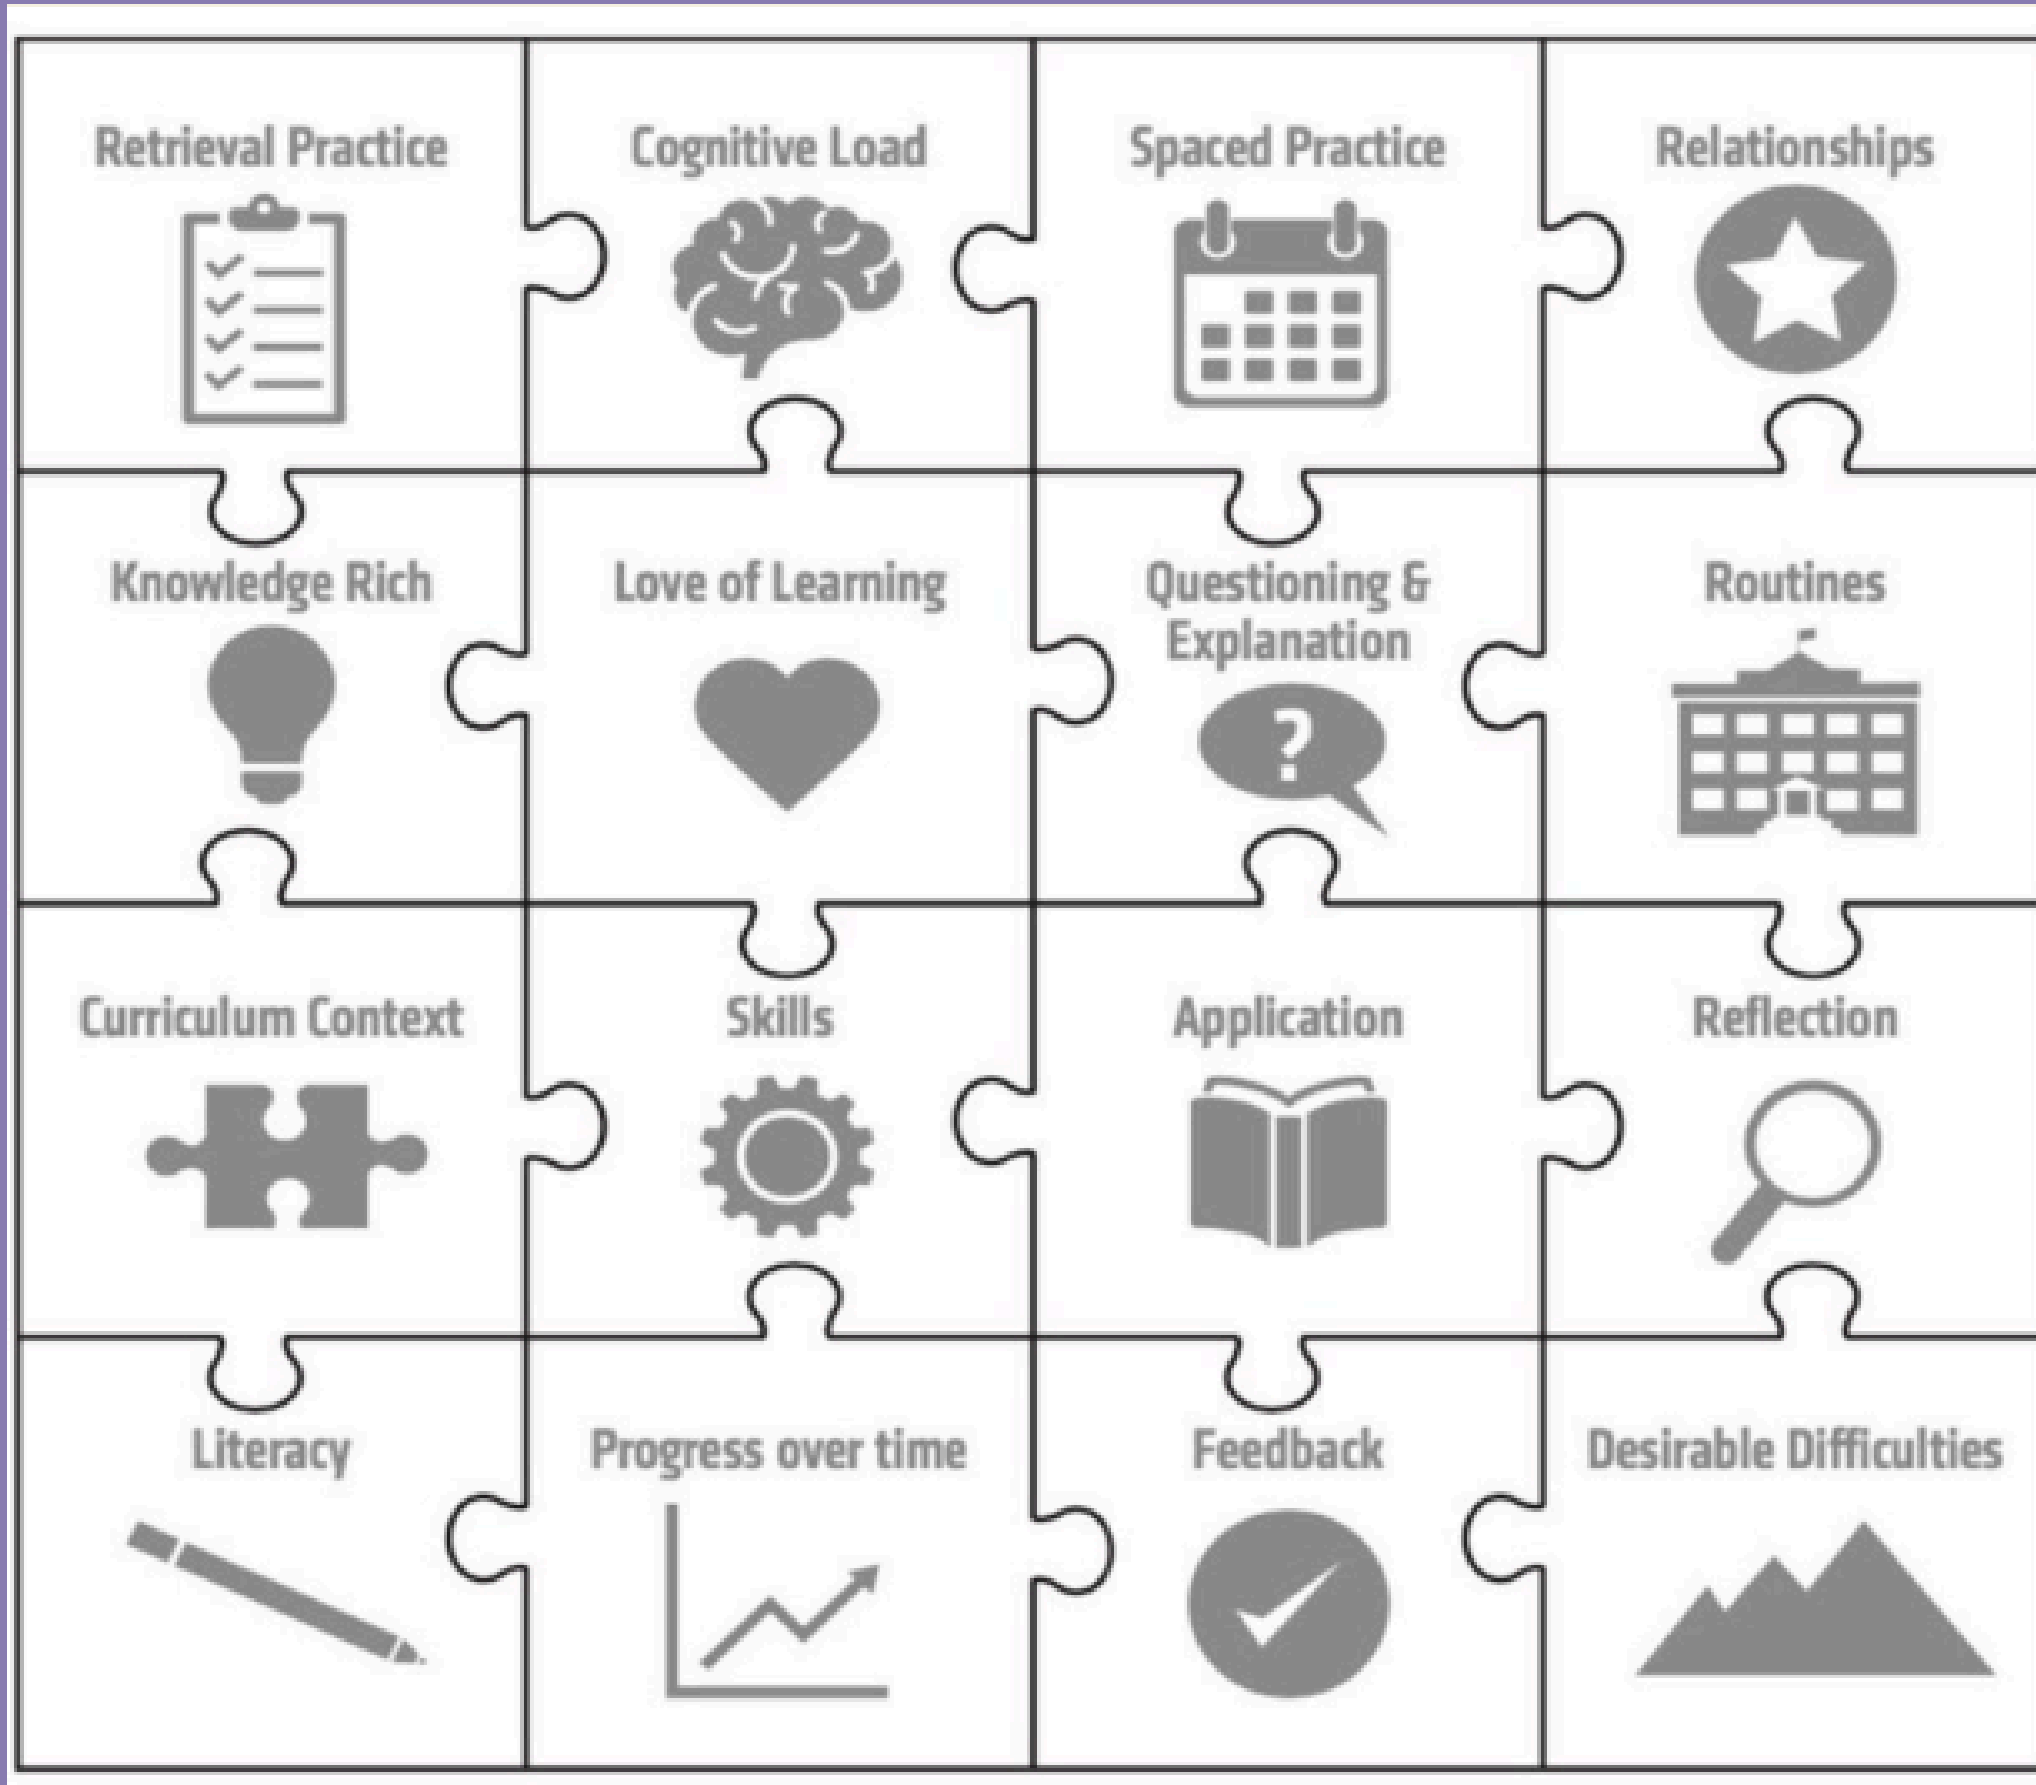 Retrieval Practice
Cognitive Load
Spaced Practice
Relationships
Knowledge Rich
Love of Learning
Questioning &
Explanation
?
Routines
Curriculum Context
Skills
Application
Reflection
Literacy
Progress over time
Feedback
Desirable Difficulties